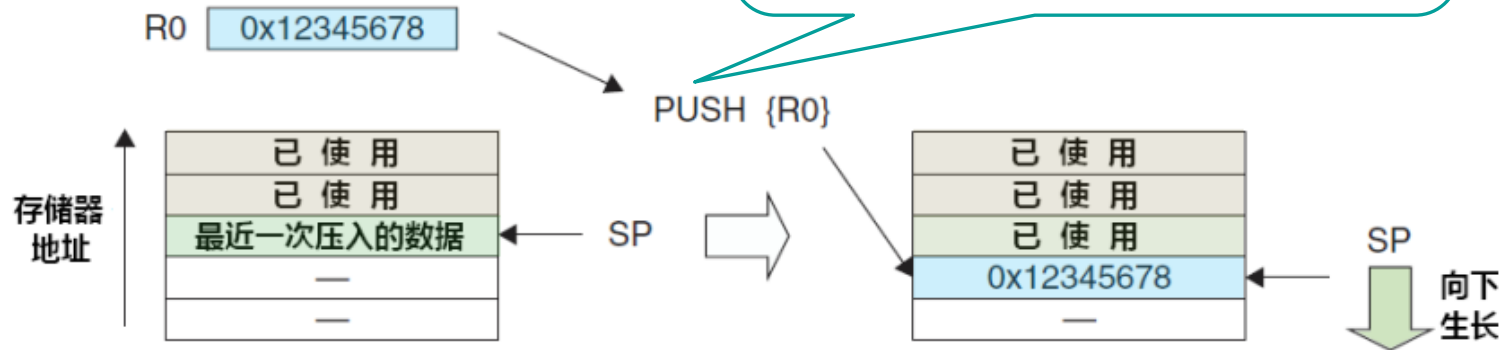 R0 0x12345678
PUSH {R0}
存储器
地址
已 使 用
已 使 用
最近一次压入的数据
—
—
SP
已 使 用
已 使 用
已 使 用
0x12345678
—
SP
向下
生长